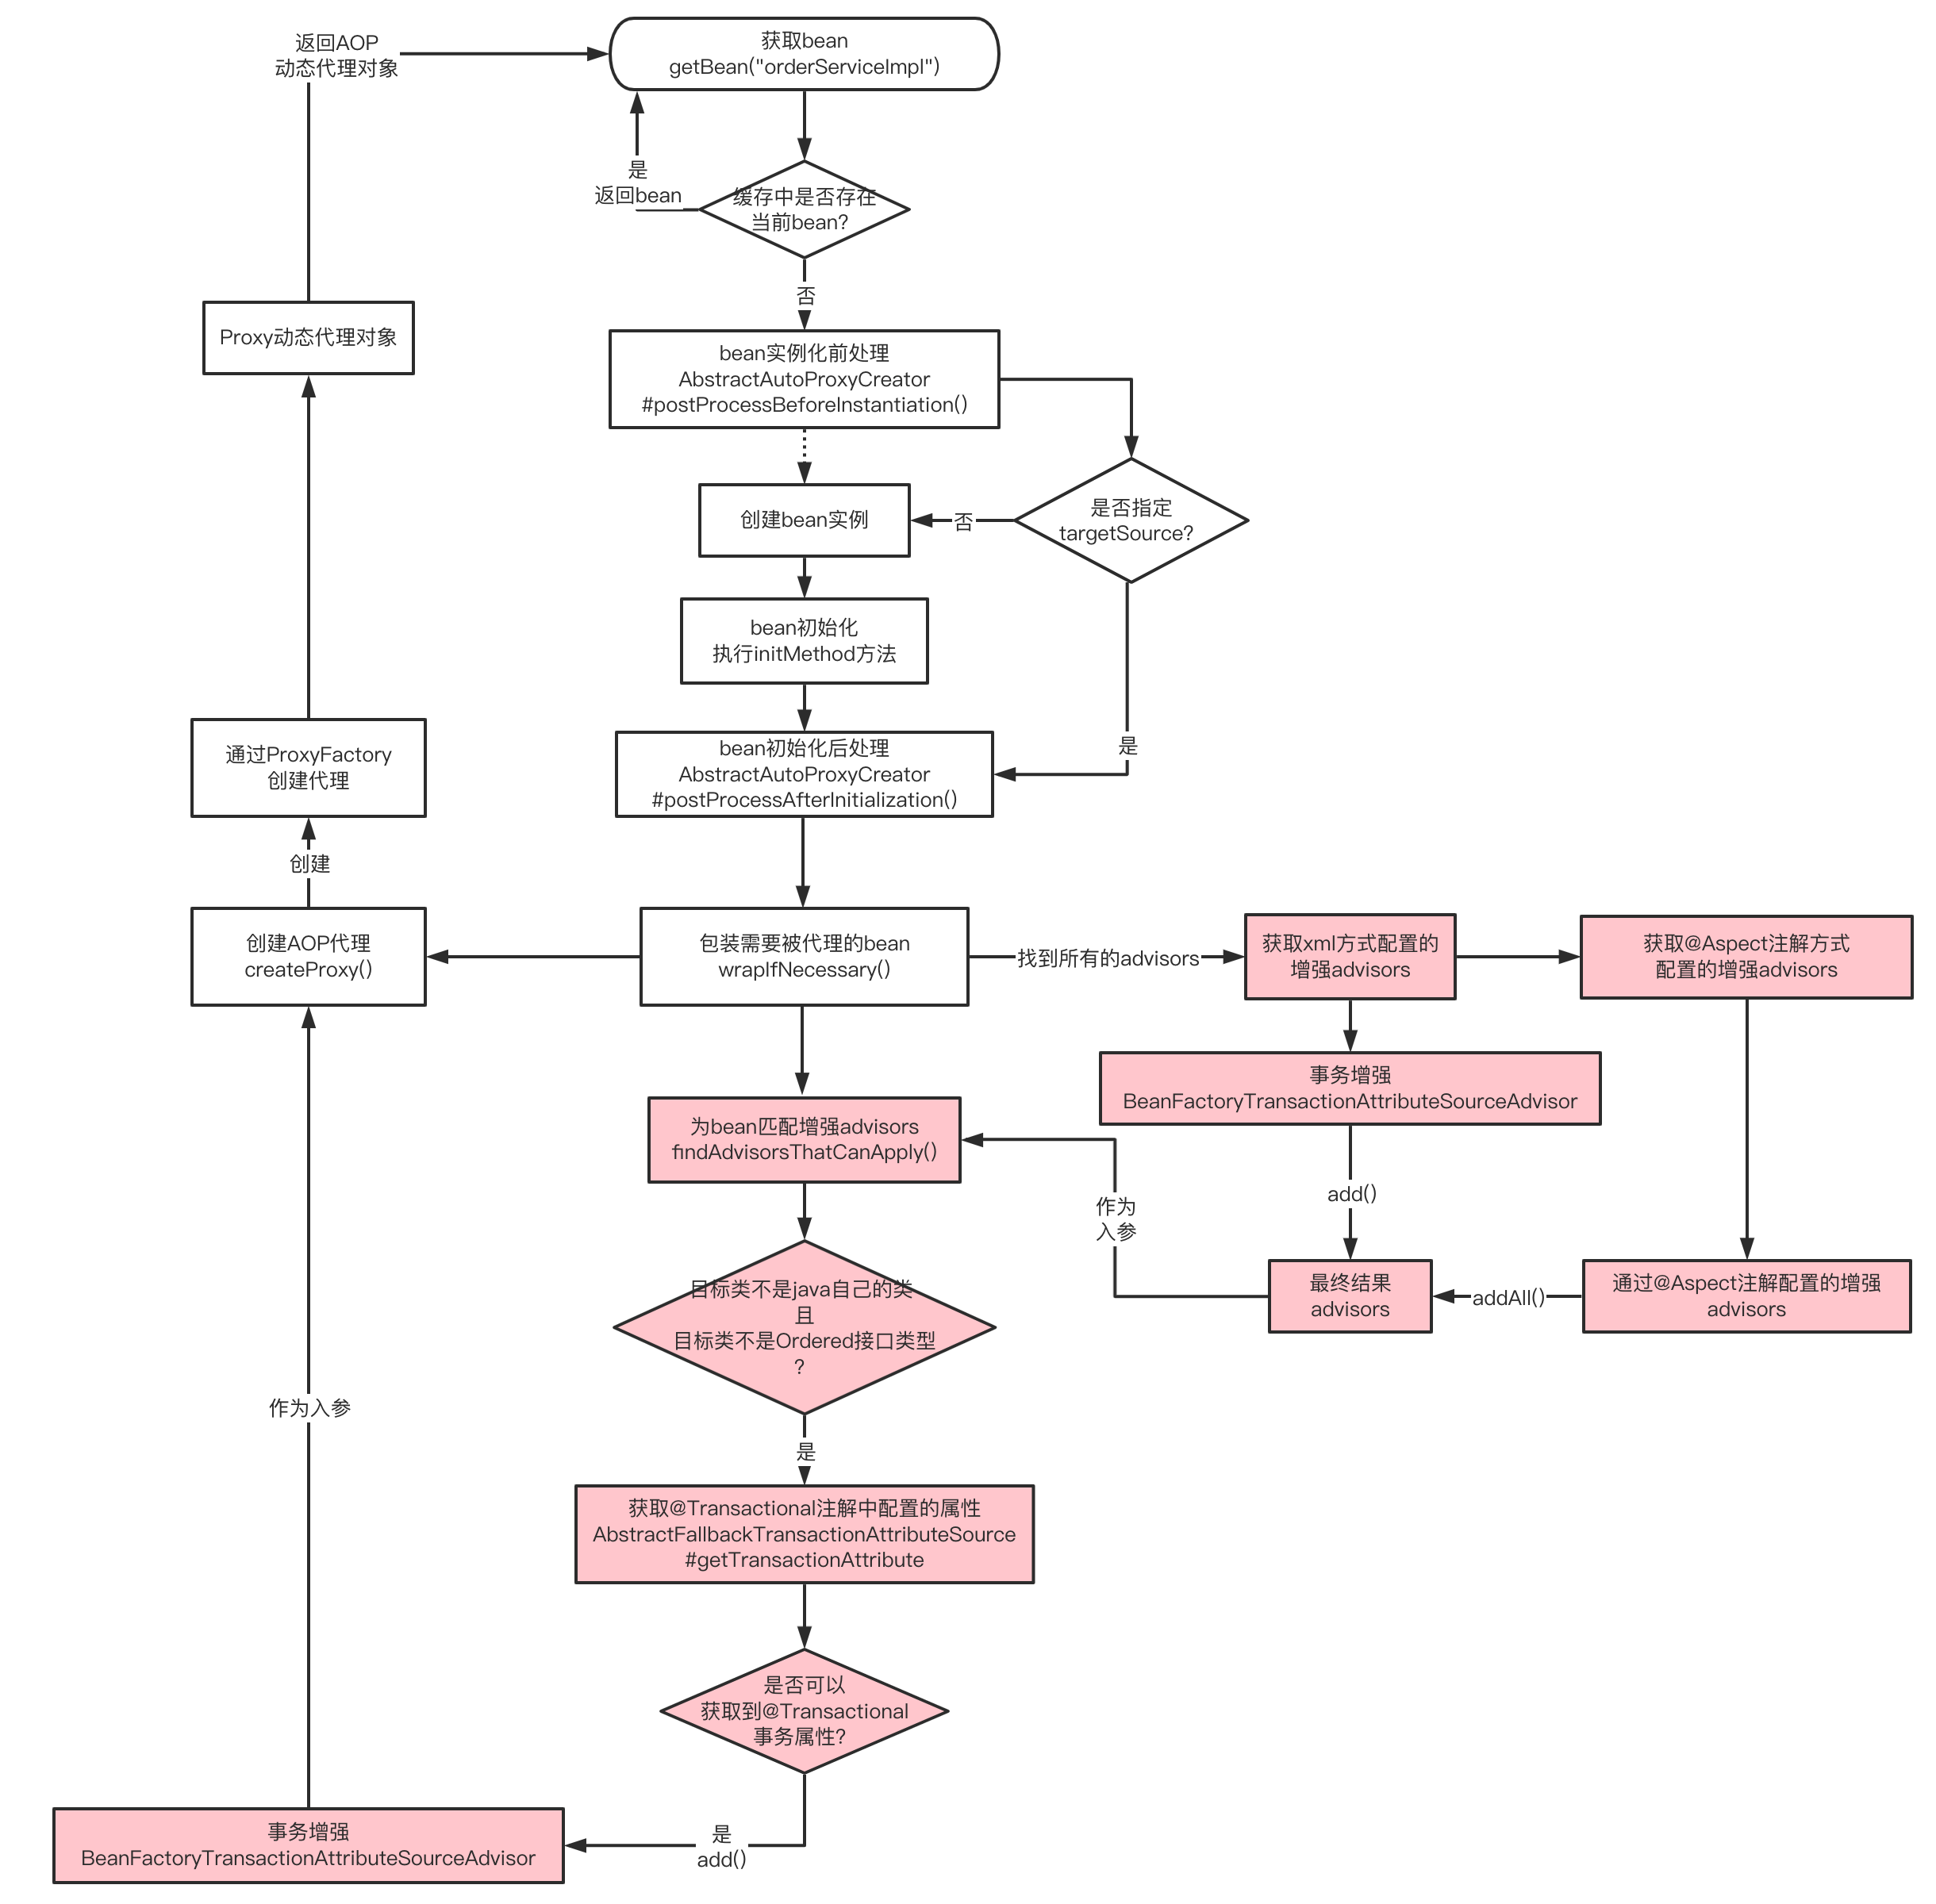 返回AOP
动态代理对象
获取bean
getBean("orderServiceImpl")
是
返回bean
缓存中是否存在
当前bean?
否
Proxy动态代理对象
bean实例化前处理
AbstractAutoProxyCreator
#postProcessBeforeInstantiation()
创建bean实例
否
是否指定
targetSource?
bean初始化
执行initMethod方法
是
通过ProxyFactory
创建代理
bean初始化后处理
AbstractAutoProxyCreator
#postProcessAfterInitialization()
创建
创建AOP代理
createProxy()
包装需要被代理的bean
wrapIfNecessary()
找到所有的advisors
获取xml方式配置的
增强advisors
获取@Aspect注解方式
配置的增强advisors
事务增强
BeanFactoryTransactionAttributeSourceAdvisor
为bean匹配增强advisors
findAdvisorsThatCanApply()
作为
入参
add()
最终结果
advisors
addAll()
通过@Aspect注解配置的增强
advisors
目标类不是java自己的类
且
目标类不是Ordered接口类型
?
作为入参
是
获取@Transactional注解中配置的属性
AbstractFallbackTransactionAttributeSource
#getTransactionAttribute
是否可以
获取到@Transactional
事务属性?
是
add()
事务增强
BeanFactoryTransactionAttributeSourceAdvisor